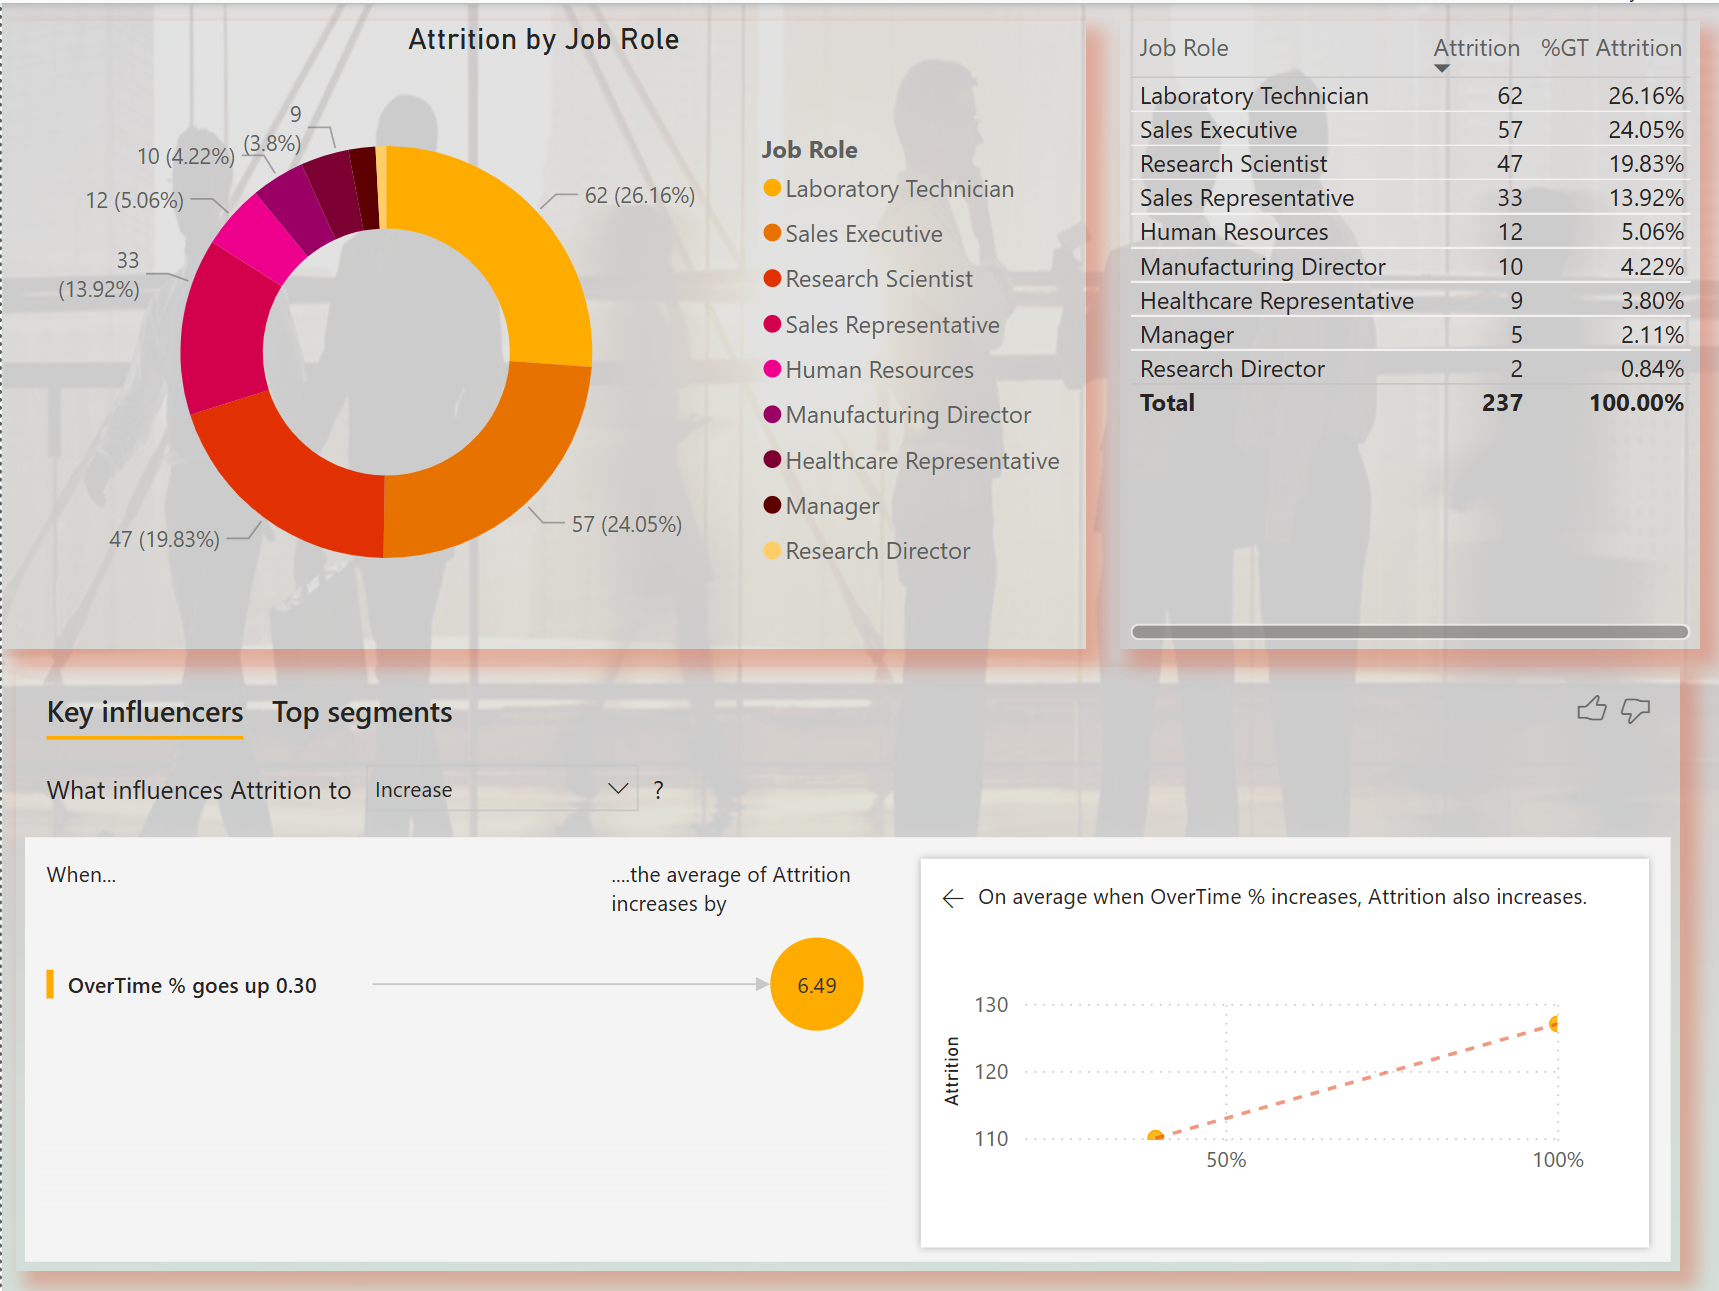 Attrition by Job Role
9
(3.8%)
10 (4.22%)
12 (5.06%)
33
(13.92%)
47 (19.83%)
62 (26.16%)
57 (24.05%)
Job Role
Laboratory Technician
Sales Executive
Research Scientist
Sales Representative
Human Resources
Manufacturing Director
Healthcare Representative
Manager
Research Director
Job Role Attrition %GT Attrition
Laboratory Technician 62 26.16%
Sales Executive 57 24.05%
Research Scientist 47 19.83%
Sales Representative 33 13.92%
Human Resources 12 5.06%
Manufacturing Director 10 4.22%
Healthcare Representative 9 3.80%
Manager 5 2.11%
Research Director 2 0.84%
Total 237 100.00%
Key influencers Top segments
What influences Attrition to Increase ?
When...
....the average of Attrition
increases by
OverTime % goes up 0.30 6.49
On average when OverTime % increases, Attrition also increases.
Attrition
130
120
110
50% 100%